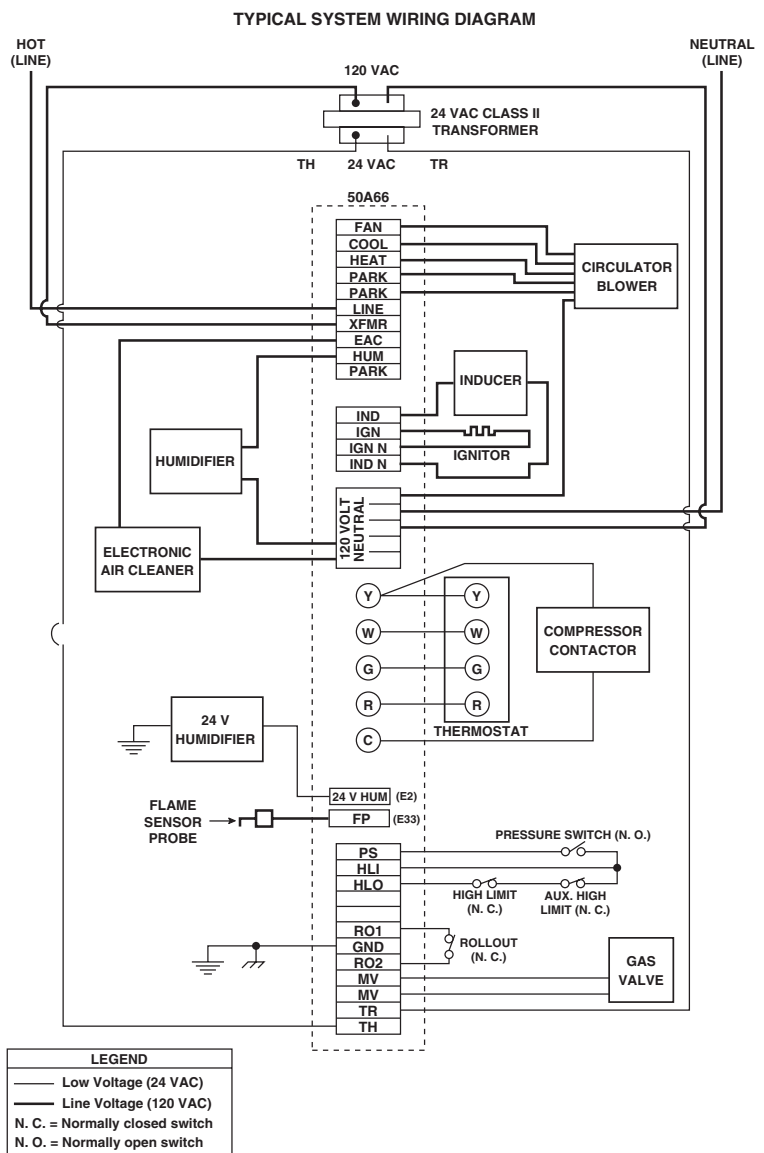 TYPICAL SYSTEM WIRING DIAGRAM
HOT
(LINE)
NEUTRAL
(LINE)
120 VAC
24 VAC CLASS II
TRANSFORMER
TH
24 VAC
TR
50A66
FAN
COOL
HEAT
PARK
PARK
LINE
XFMR
EAC
HUM
PARK
CIRCULATOR
BLOWER
INDUCER
IND
IGN
IGN N
IND N
IGNITOR
HUMIDIFIER
120 VOLT
NEUTRAL
ELECTRONIC
AIR CLEANER
Y
Y
W
W
G
G
R
R
C
THERMOSTAT
COMPRESSOR
CONTACTOR
24 V
HUMIDIFIER
24 V HUM
(E2)
FLAME
SENSOR
PROBE
FP
(E33)
PRESSURE SWITCH (N. O.)
PS
HLI
HLO
HIGH LIMIT
(N. C.)
AUX. HIGH
LIMIT (N. C.)
RO1
GND
RO2
MV
MV
TR
TH
ROLLOUT
(N. C.)
GAS
VALVE
LEGEND
Low Voltage (24 VAC)
Line Voltage (120 VAC)
N. C. = Normally closed switch
N. O. = Normally open switch